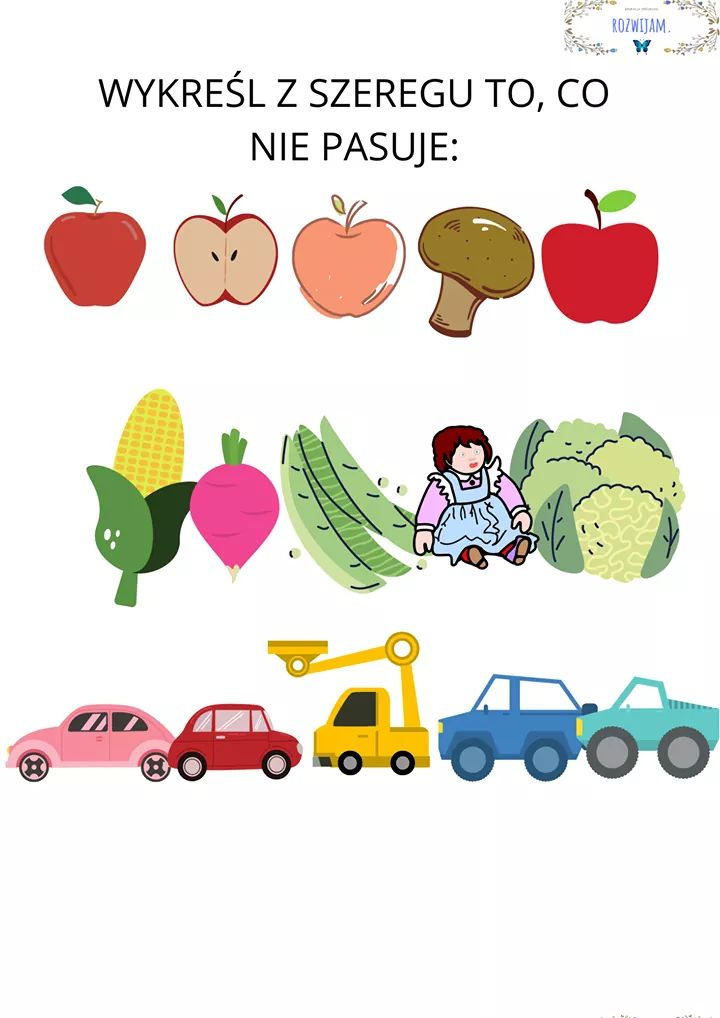 ROZWIJAM.
WYKREŚL Z SZEREGU TO, CO
NIE PASUJE: